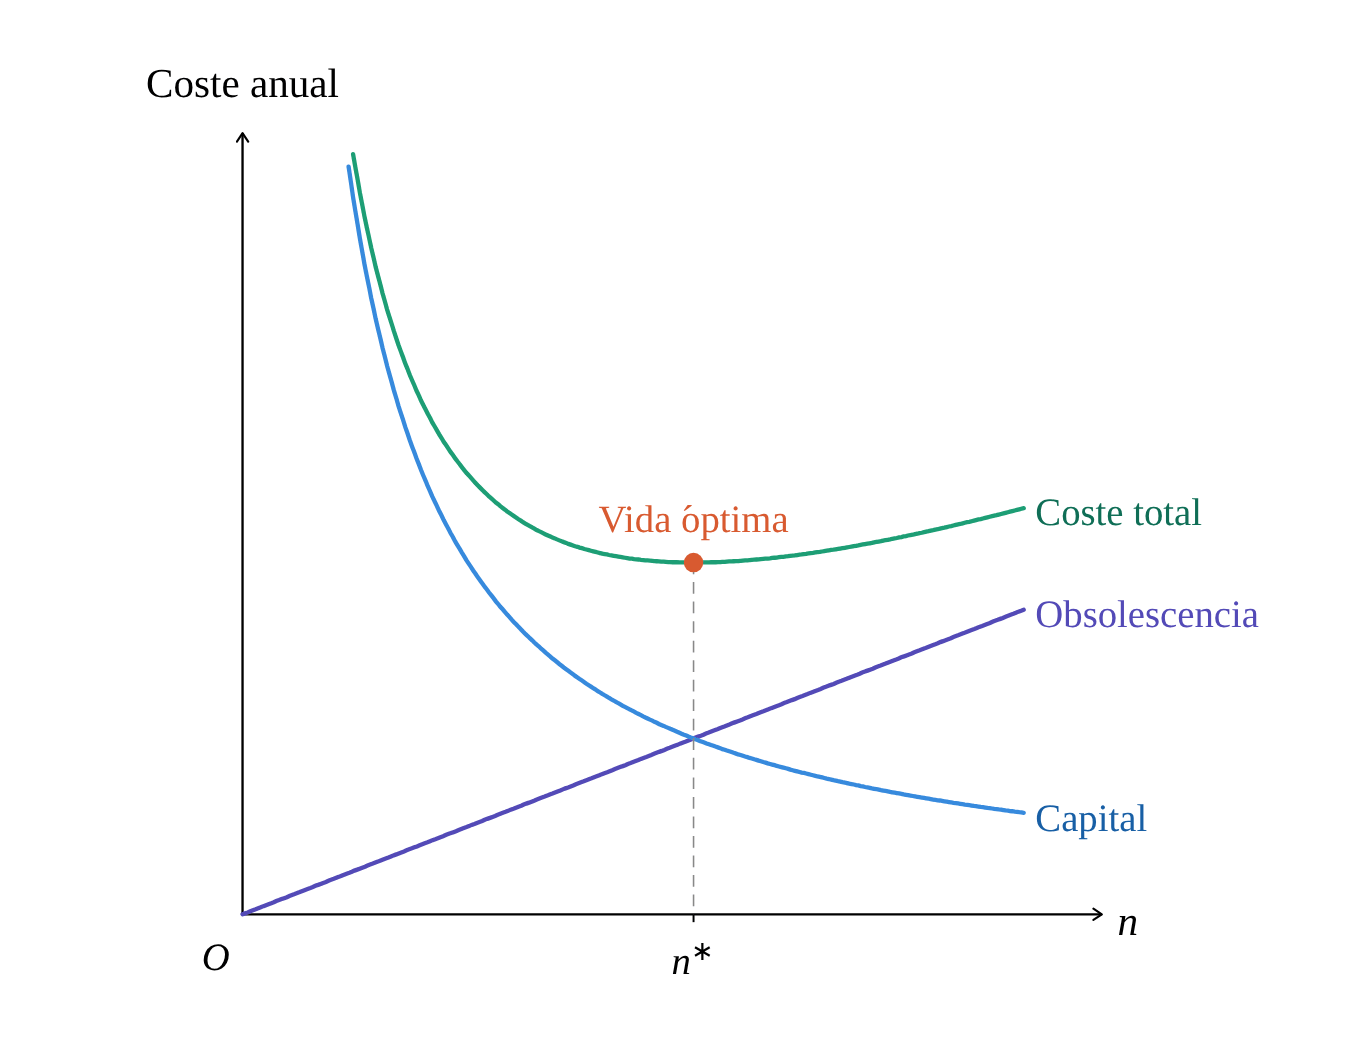 Coste anual
Vida óptima
Coste total
Obsolescencia
Capital
n
O
n*